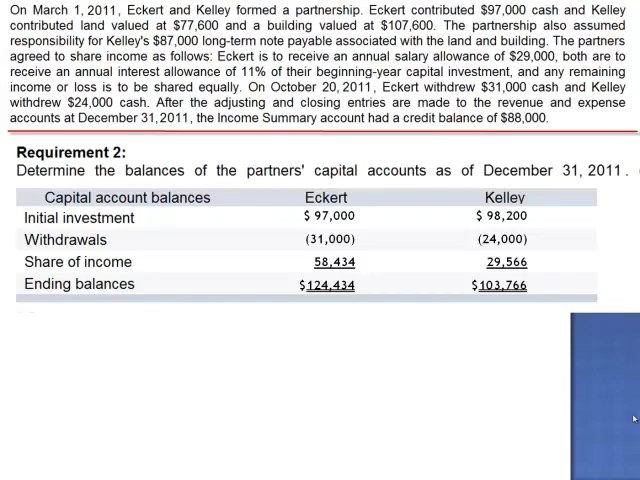 On March 1, 2011, Eckert and Kelley formed a partnership. Eckert contributed $97,000 cash and Kelley
contributed land valued at $77,600 and a building valued at $107,600. The partnership also assumed
responsibility for Kelley's $87,000 long-term note payable associated with the land and building. The partners
agreed to share income as follows: Eckert is to receive an annual salary allowance of $29,000, both are to
receive an annual interest allowance of 11% of their beginning-year capital investment, and any remaining
income or loss is to be shared equally. On October 20, 2011, Eckert withdrew $31,000 cash and Kelley
withdrew $24,000 cash. After the adjusting and closing entries are made to the revenue and expense
accounts at December 31, 2011, the Income Summary account had a credit balance of $88,000.
Requirement 2:
Determine the balances of the partners' capital accounts as of December 31, 2011.
Capital account balances Eckert Kelley
Initial investment $ 97,000 $ 98,200
Withdrawals (31,000) (24,000)
Share of income 58,434 29,566
Ending balances $124,434 $103,766